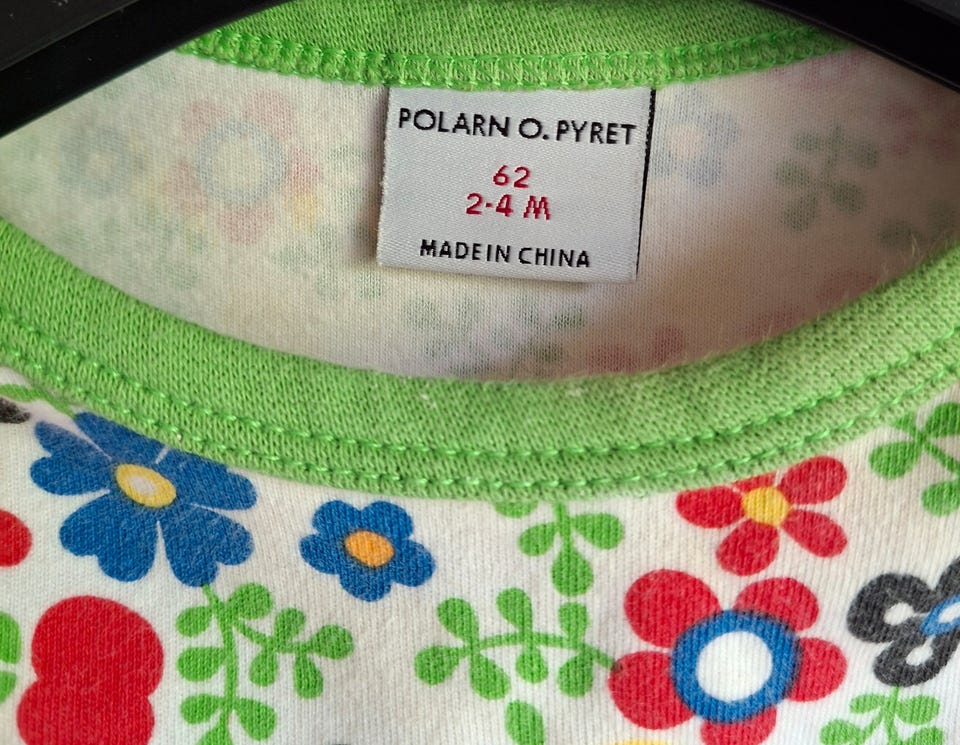 POLARN O. PYRET
62
2-4 M
MADE IN CHINA